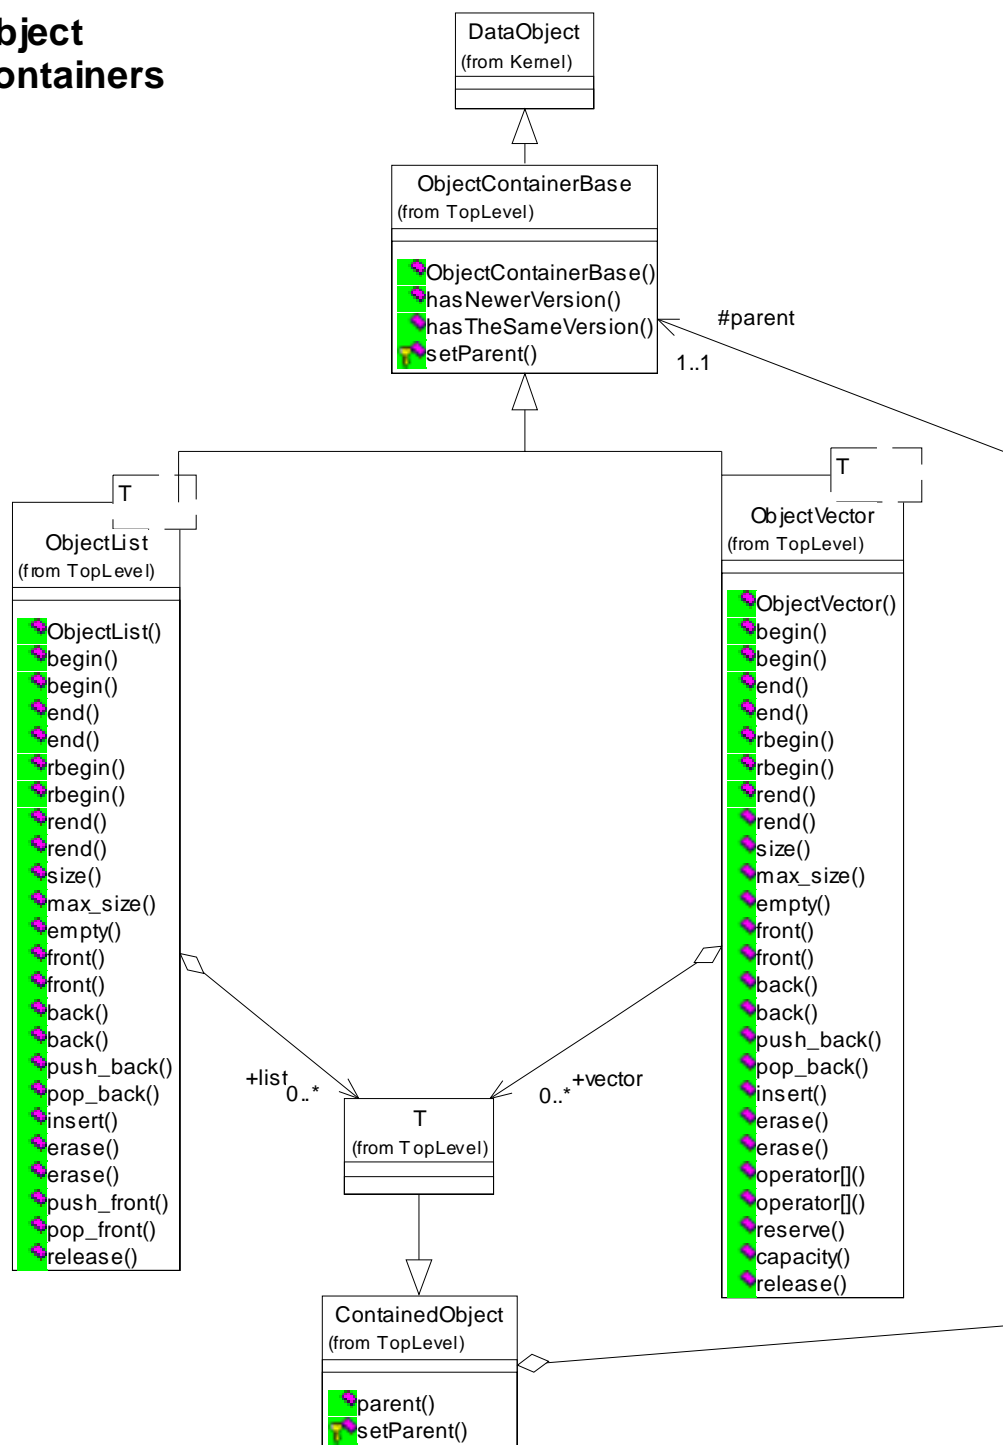 bject
ontainers
DataObject
(from Kernel)
ObjectContainerBase
(from TopLevel)
ObjectContainerBase()
hasNewerVersion()
hasTheSameVersion()
setParent()
#parent
1..1
T
ObjectList
(from TopLevel)
ObjectList()
begin()
begin()
end()
end()
rbegin()
rbegin()
rend()
rend()
size()
max_size()
empty()
front()
front()
back()
back()
push_back()
pop_back()
insert()
erase()
erase()
push_front()
pop_front()
release()
T
ObjectVector
(from TopLevel)
ObjectVector()
begin()
begin()
end()
end()
rbegin()
rbegin()
rend()
rend()
size()
max_size()
empty()
front()
front()
back()
back()
push_back()
pop_back()
insert()
erase()
erase()
operator[]()
operator[]()
reserve()
capacity()
release()
+list
0..*
0..*
+vector
T
(from TopLevel)
ContainedObject
(from TopLevel)
parent()
setParent()